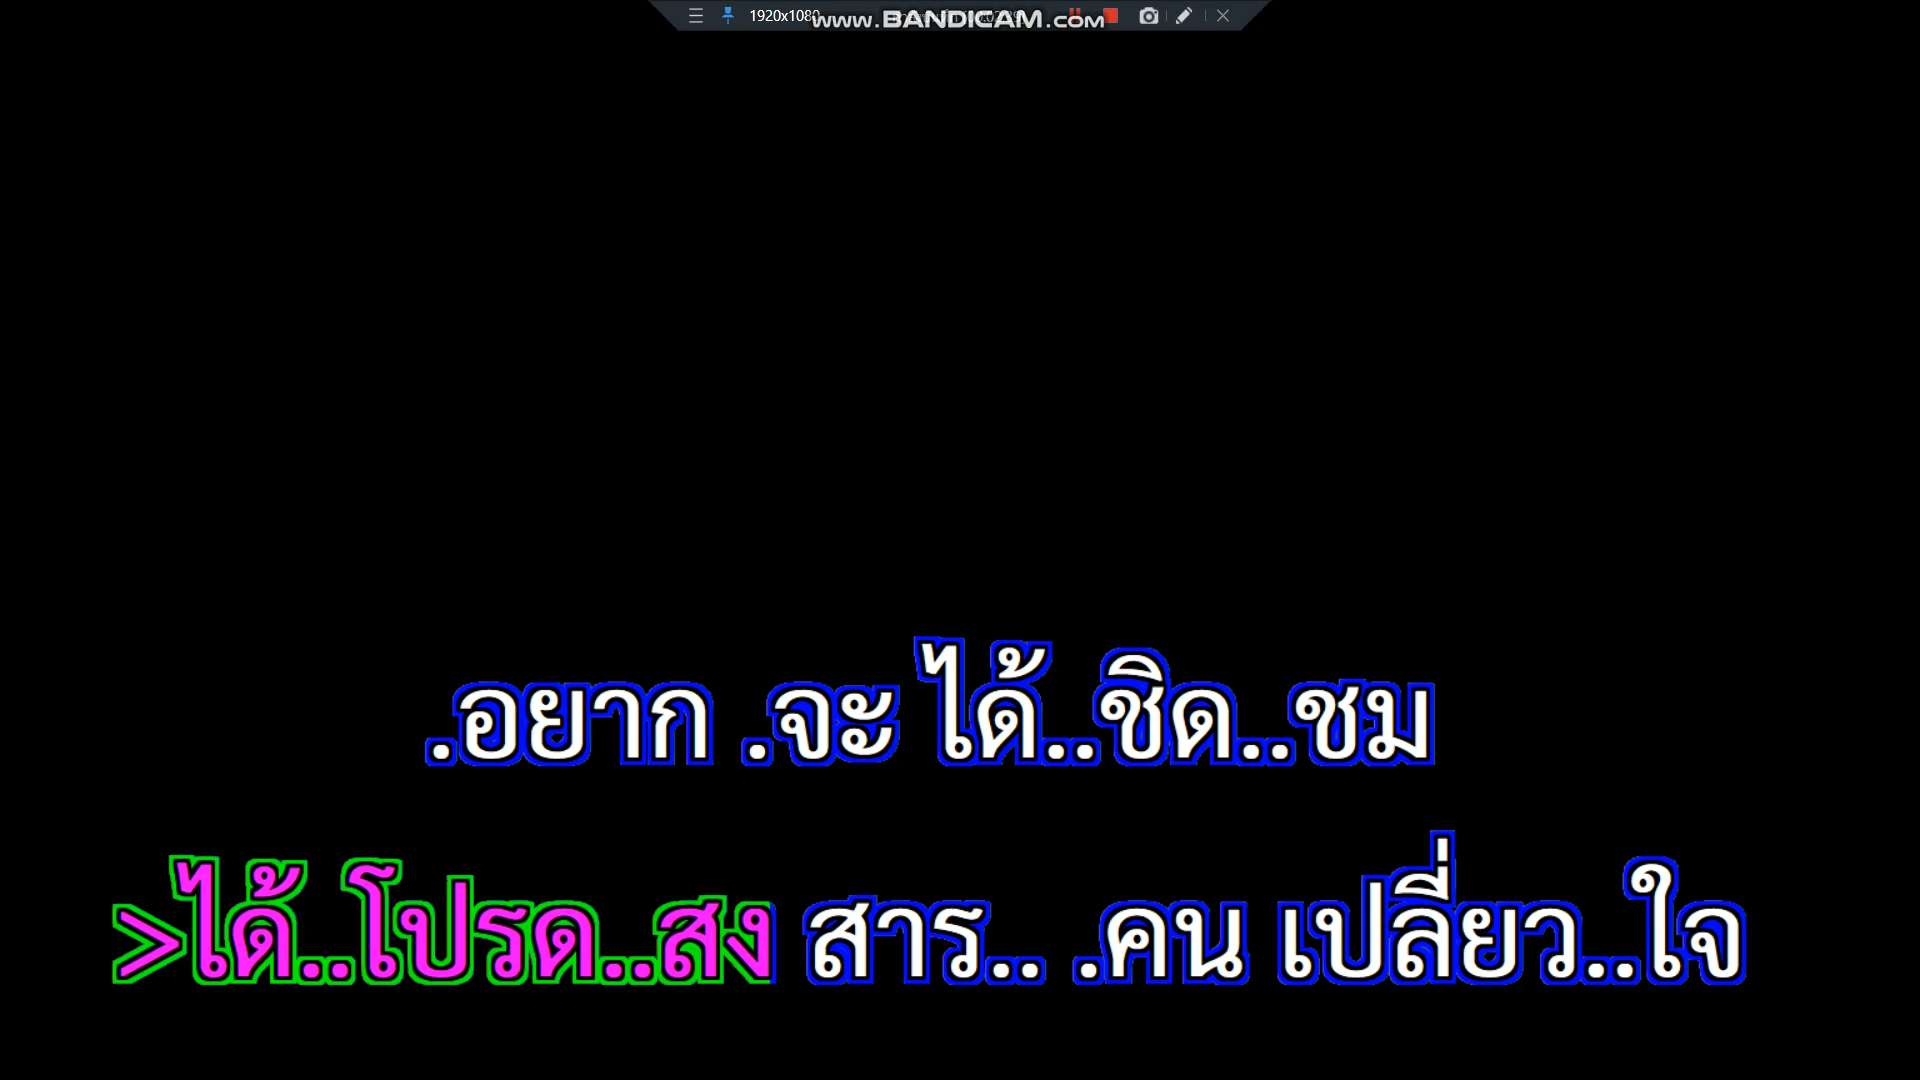 1920x1080
www.BANDICAM.com
.อยาก .จะ ได้..ชิด..ชม
>ได้..โปรด..สง สาร.. .คน เปลี่ยว..ใจ